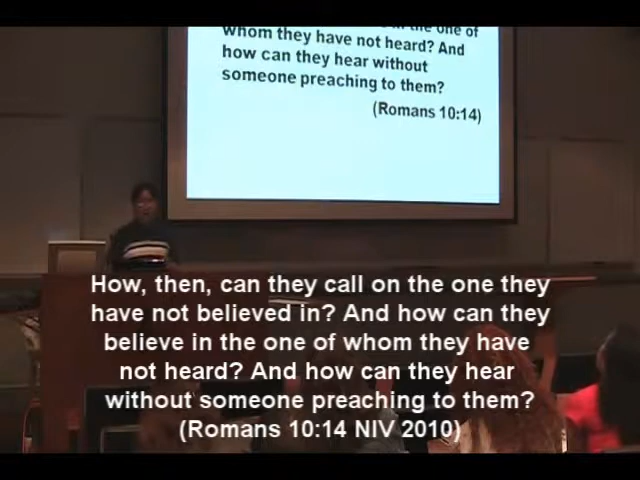 the one of
whom they have not heard? And
how can they hear without
someone preaching to them?
(Romans 10:14)
How, then, can they call on the one they
have not believed in? And how can they
believe in the one of whom they have
not heard? And how can they hear
without someone preaching to them?
(Romans 10:14 NIV 2010)